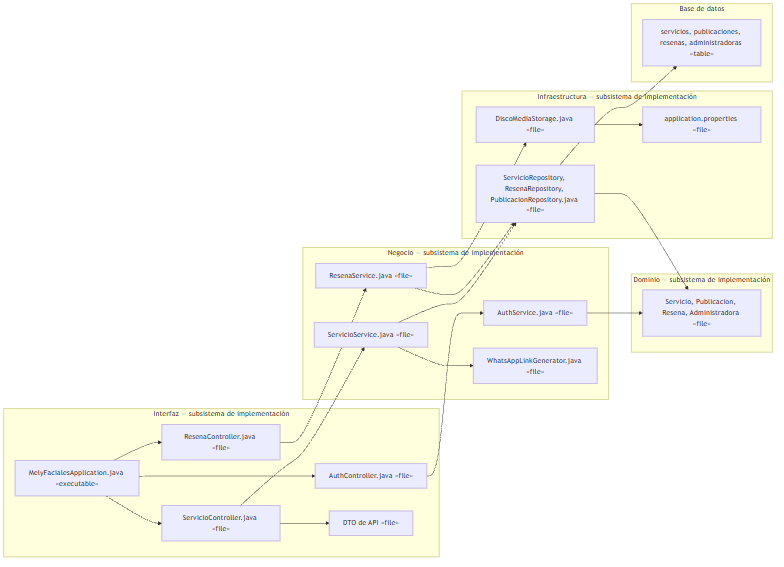 Base de datos
servicios, publicaciones,
resenas, administradoras
«table»
Infraestructura – subsistema de implementación
DiscoMediaStorage.java
«file»
application.properties
«file»
ServicioRepository,
ResenaRepository,
PublicacionRepository.java
«file»
Negocio – subsistema de implementación
ResenaService.java «file»
ServicioService.java «file»
AuthService.java «file»
WhatsAppLinkGenerator.java
«file»
Dominio – subsistema de implementación
Servicio, Publicacion,
Resena, Administradora
«file»
Interfaz – subsistema de implementación
ResenaController.java
«file»
MelyFacialesApplication.java
«executable»
AuthController.java «file»
ServicioController.java
«file»
DTO de API «file»